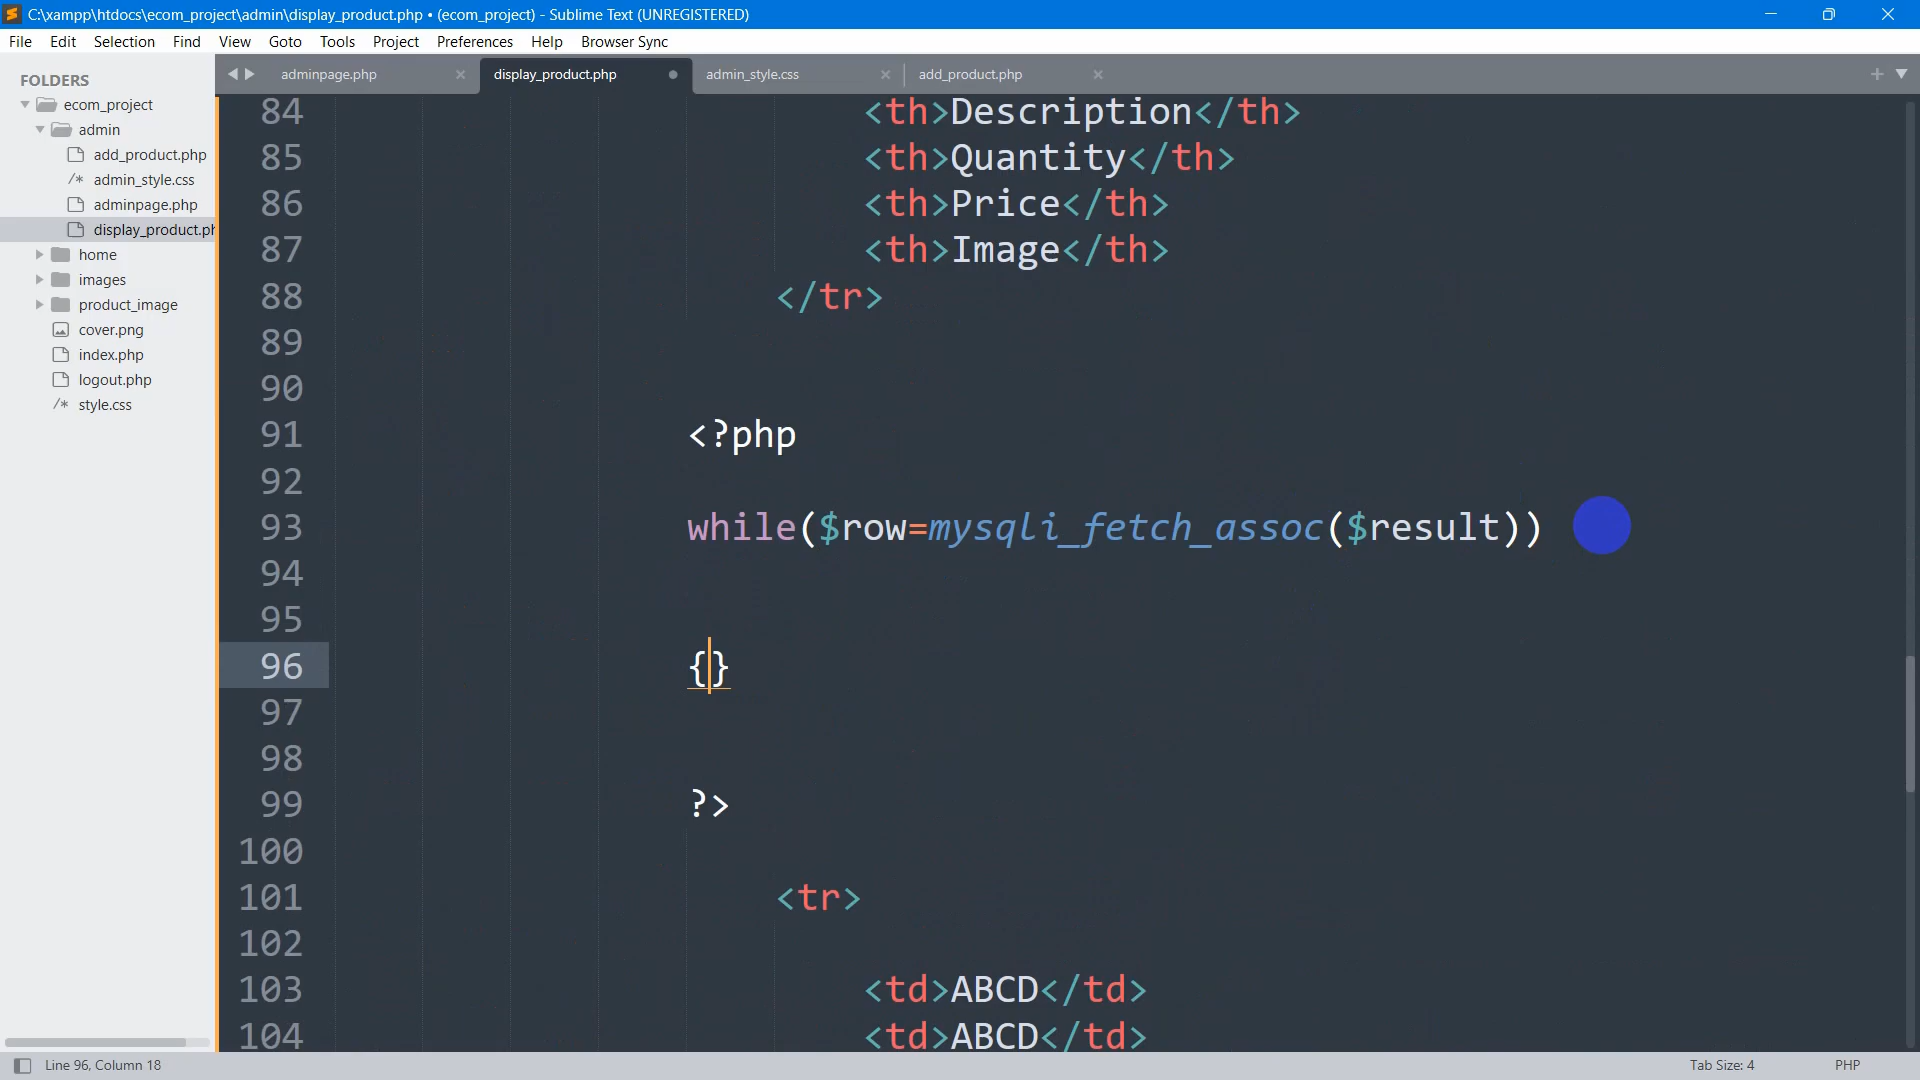 C:\xampp\htdocs\ecom_project\admin\display_product.php • (ecom_project) - Sublime Text (UNREGISTERED)
File Edit Selection Find View Goto Tools Project Preferences Help Browser Sync
FOLDERS
ecom_project
admin
add_product.php
/* admin_style.css
adminpage.php
display_product.ph
home
images
product_image
cover.png
index.php
logout.php
/* style.css
adminpage.php × display_product.php • admin_style.css × add_product.php ×
84 <th>Description</th>
85 <th>Quantity</th>
86 <th>Price</th>
87 <th>Image</th>
88 </tr>
89
90
91 <?php
92
93 while($row=mysqli_fetch_assoc($result))
94
95
96 {}
97
98
99 ?>
100
101 <tr>
102
103 <td>ABCD</td>
104 <td>ABCD</td>
Line 96, Column 18 Tab Size: 4 PHP